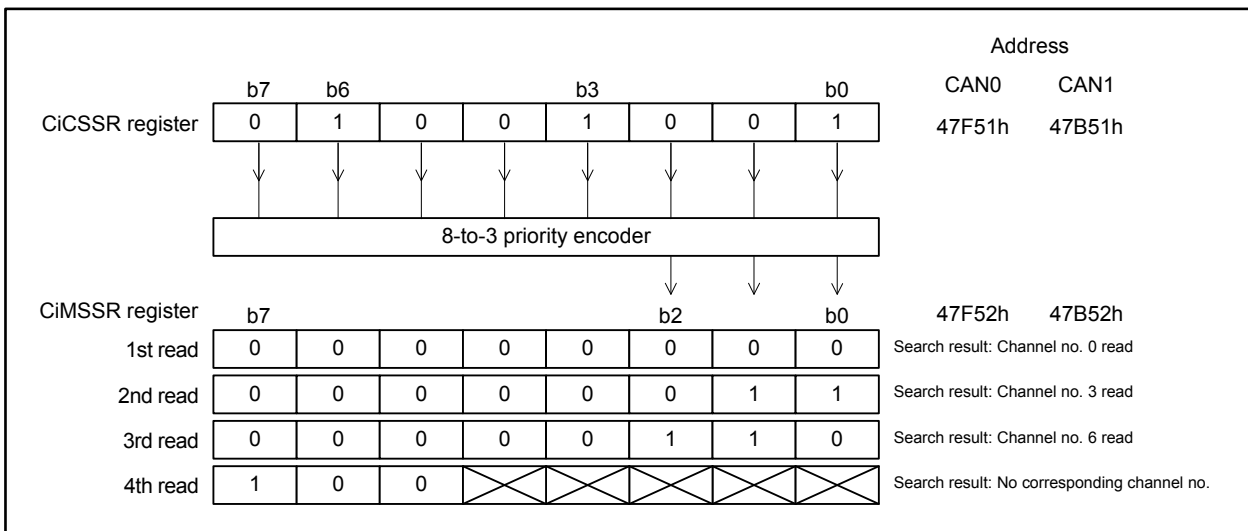 Address
b7 b6 b3 b0 CAN0 CAN1
CiCSSR register 0 1 0 0 1 0 0 1 47F51h 47B51h
8-to-3 priority encoder
CiMSSR register b7 b2 b0 47F52h 47B52h
1st read 0 0 0 0 0 0 0 0 Search result: Channel no. 0 read
2nd read 0 0 0 0 0 0 1 1 Search result: Channel no. 3 read
3rd read 0 0 0 0 0 1 1 0 Search result: Channel no. 6 read
4th read 1 0 0 Search result: No corresponding channel no.